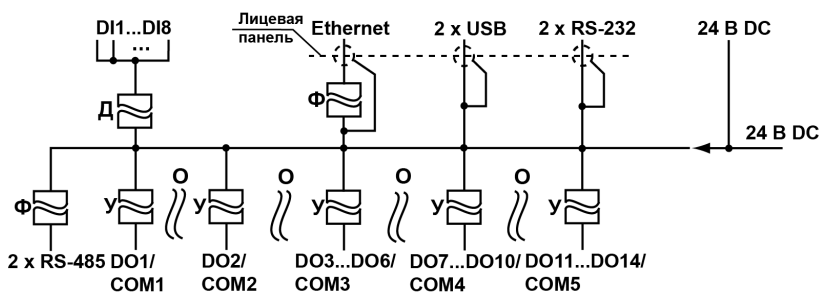 Лицевая
панель
DI1...DI8
...
Ethernet
2 x USB
2 x RS-232
24 В DC
Д
Ф
24 В DC
О
О
О
О
Ф
У
У
У
У
У
2 x RS-485
DO1/
COM1
DO2/
COM2
DO3...DO6/
COM3
DO7...DO10/
COM4
DO11...DO14/
COM5